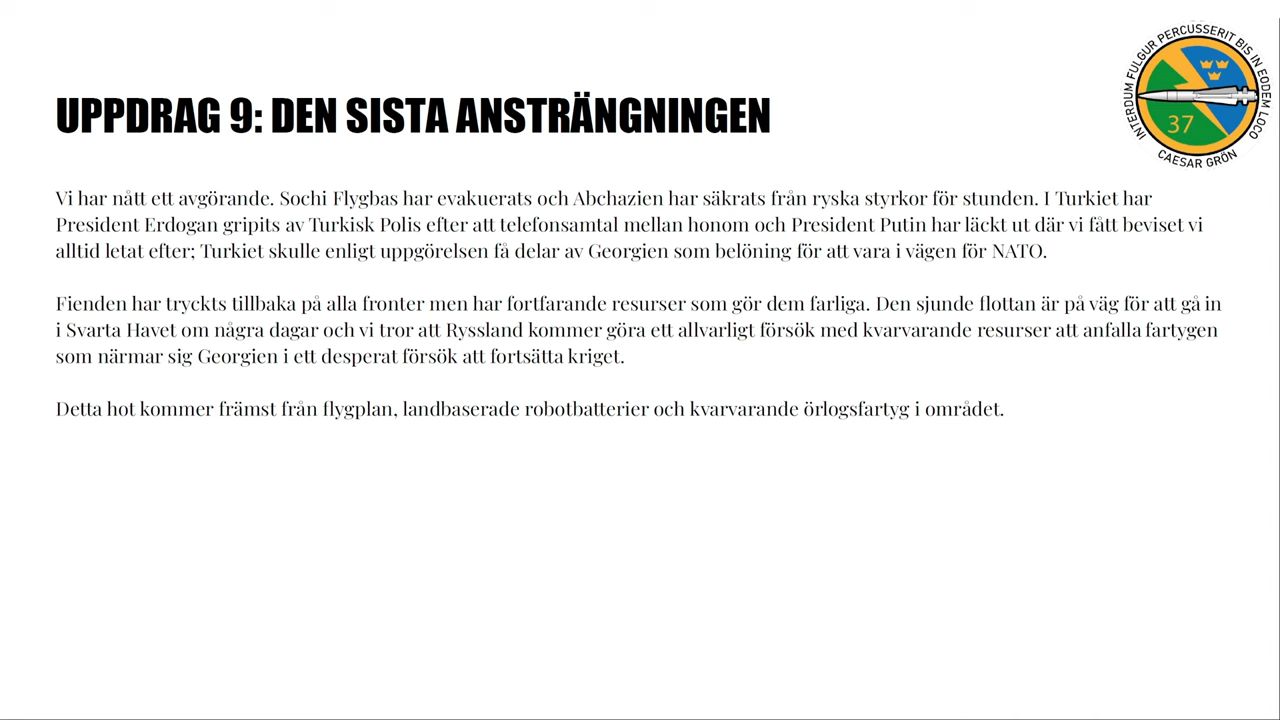 INTERDUM FULGUR PERCUSSERIT BIS IN EODEM LOCO
37
CAESAR GRÖN
UPPDRAG 9: DEN SISTA ANSTRÄNGNINGEN
Vi har nått ett avgörande. Sochi Flygbas har evakuerats och Abchazien har säkrats från ryska styrkor för stunden. I Turkiet har
President Erdogan gripits av Turkisk Polis efter att telefonsamtal mellan honom och President Putin har läckt ut där vi fått beviset vi
alltid letat efter; Turkiet skulle enligt uppgörelsen få delar av Georgien som belöning för att vara i vägen för NATO.
Fienden har tryckts tillbaka på alla fronter men har fortfarande resurser som gör dem farliga. Den sjunde flottan är på väg för att gå in
i Svarta Havet om några dagar och vi tror att Ryssland kommer göra ett allvarligt försök med kvarvarande resurser att anfalla fartygen
som närmar sig Georgien i ett desperat försök att fortsätta kriget.
Detta hot kommer främst från flygplan, landbaserade robotbatterier och kvarvarande örlogsfartyg i området.